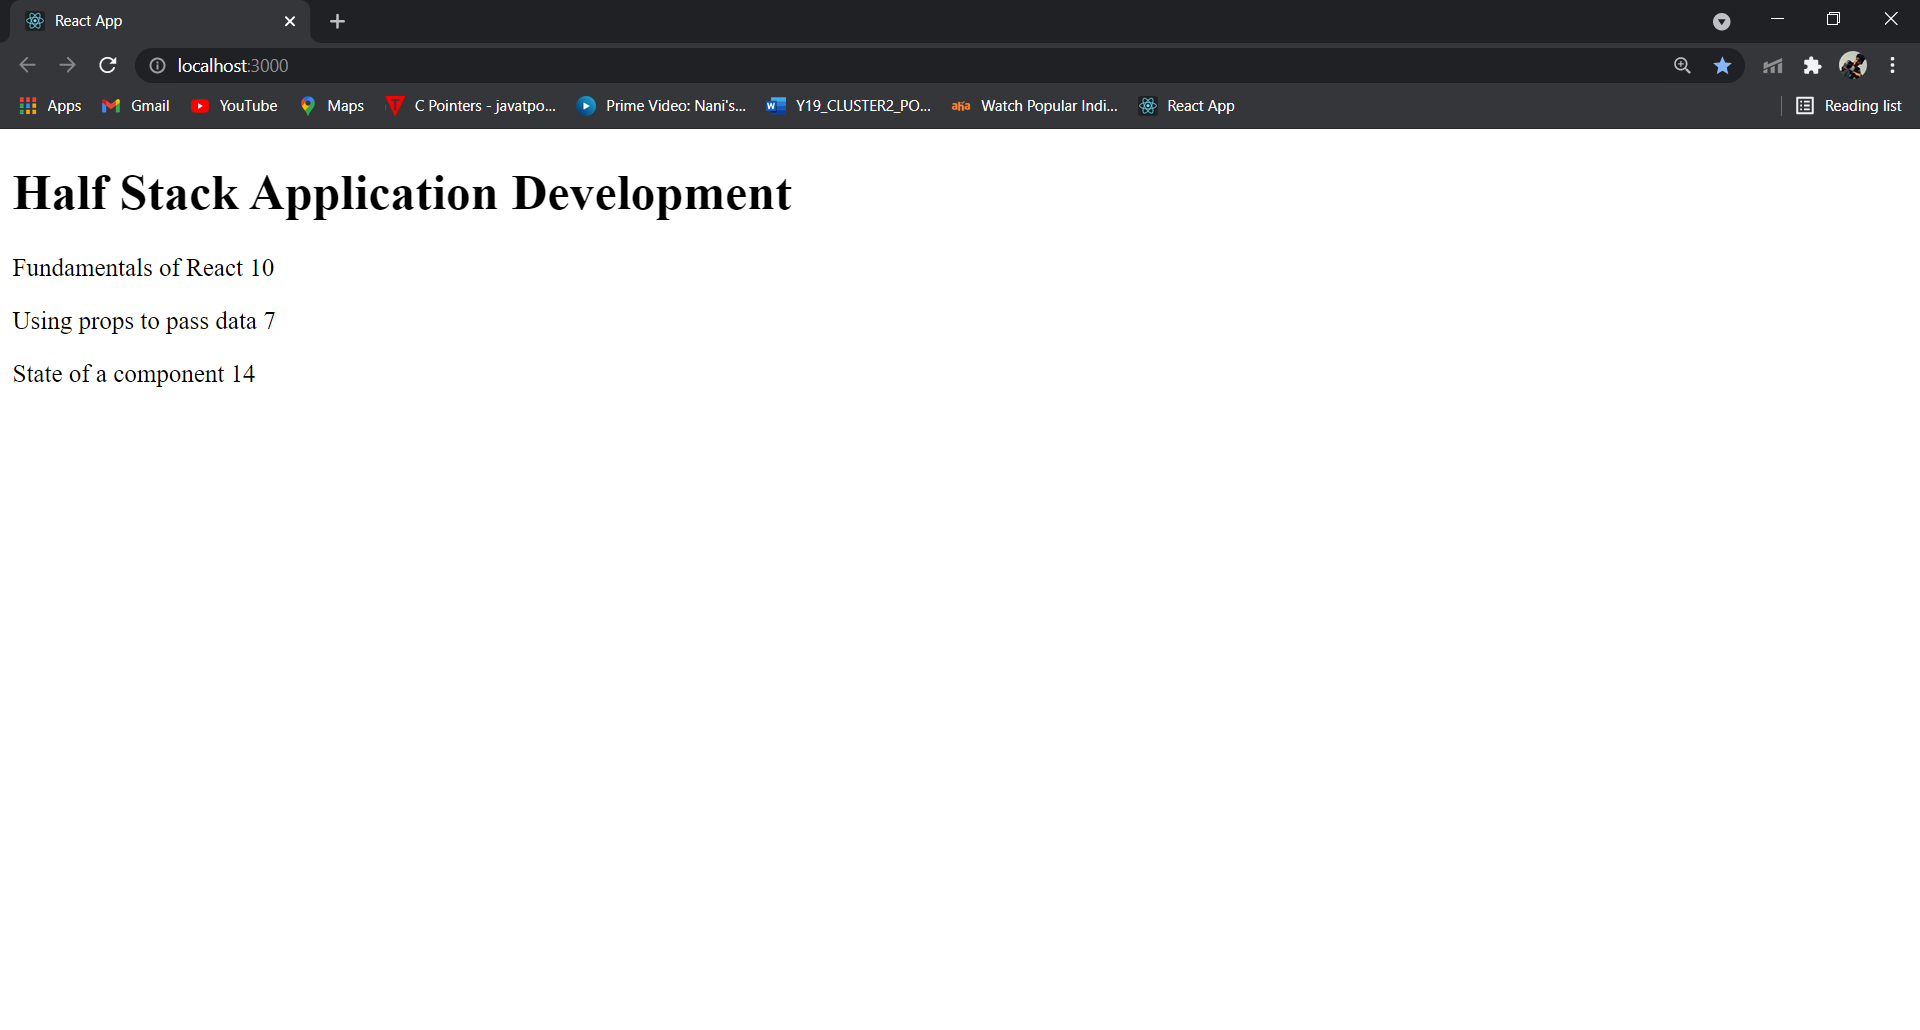 React App
localhost:3000
Apps Gmail YouTube Maps C Pointers - javatpo... Prime Video: Nani's... Y19_CLUSTER2_PO... aha Watch Popular Indi... React App Reading list
Half Stack Application Development
Fundamentals of React 10
Using props to pass data 7
State of a component 14